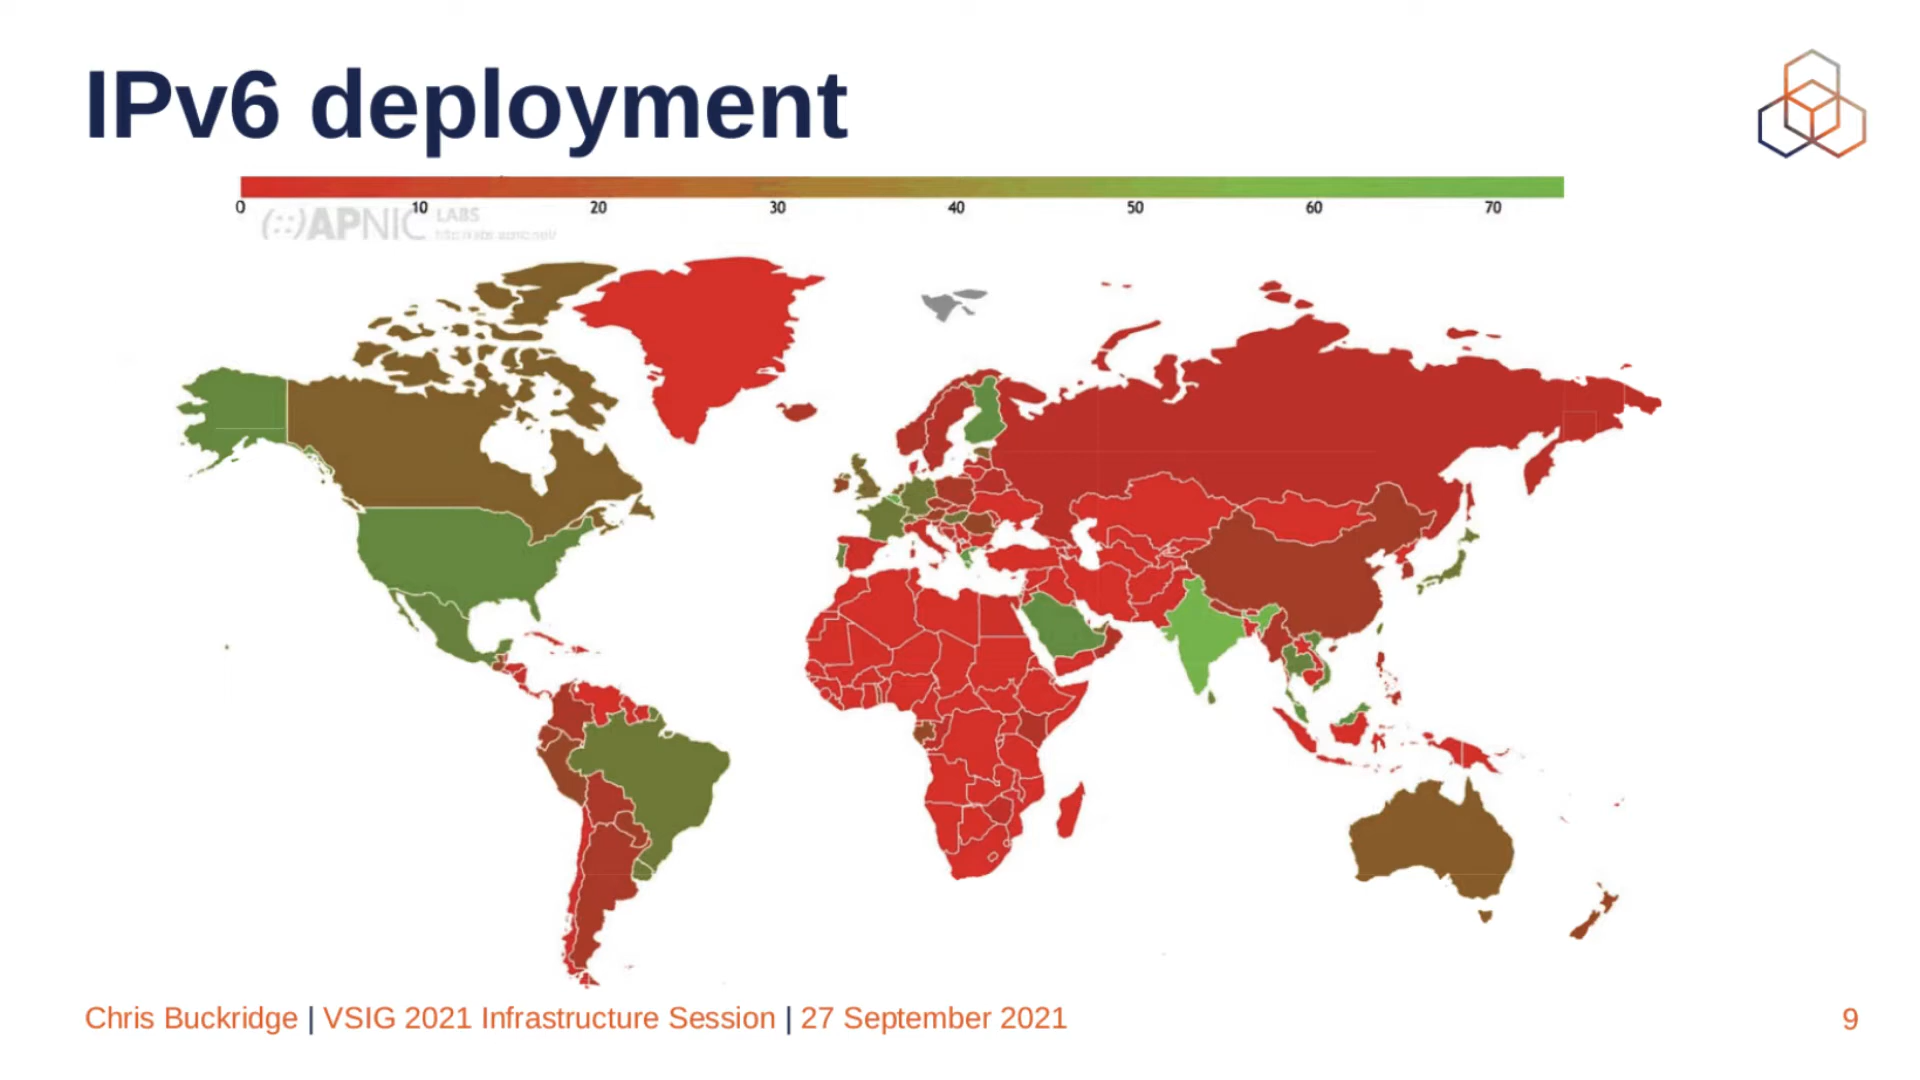 IPv6 deployment
0 10 20 30 40 50 60 70
(::)APNIC LABS
Chris Buckridge | VSIG 2021 Infrastructure Session | 27 September 2021
9